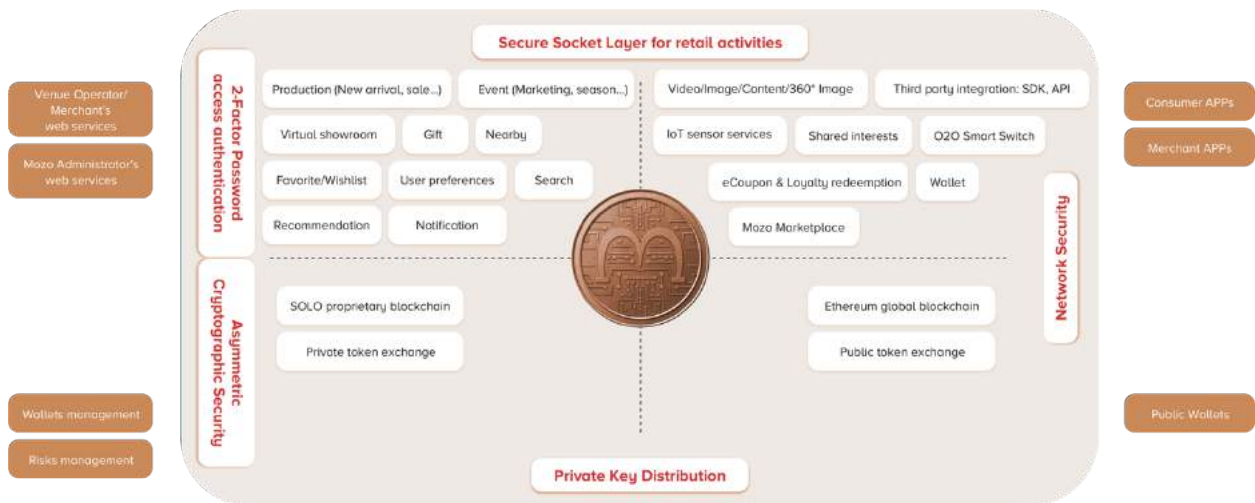 Secure Socket Layer for retail activities
2-Factor Password
access authentication
Venue Operator/
Merchant's
web services
Mozo Administrator's
web services
Production (New arrival, sale...)
Event (Marketing, season...)
Video/Image/Content/360° Image
Third party integration: SDK, API
Consumer APPs
Merchant APPs
Virtual showroom
Gift
Nearby
IoT sensor services
Shared interests
O2O Smart Switch
Favorite/Wishlist
User preferences
Search
eCoupon & Loyalty redeemption
Wallet
Recommendation
Notification
Mozo Marketplace
Network Security
Asymmetric
Cryptographic Security
SOLO proprietary blockchain
Private token exchange
Ethereum global blockchain
Public token exchange
Wallets management
Risks management
Public Wallets
Private Key Distribution